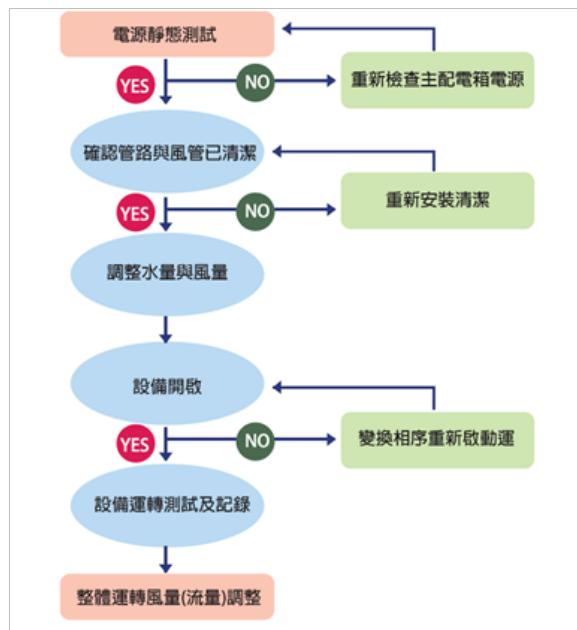 電源靜態測試
YES
NO
重新檢查主配電箱電源
確認管路與風管已清潔
YES
NO
重新安裝清潔
調整水量與風量
設備開啟
YES
NO
變換相序重新啟動運
設備運轉測試及記錄
整體運轉風量(流量)調整